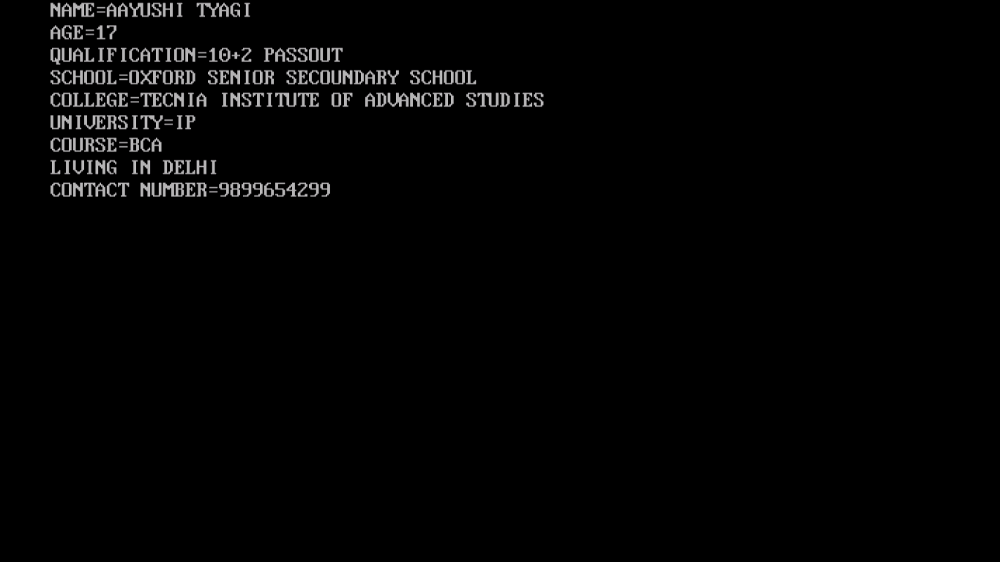 NAME=AAYUSHI TYAGI
AGE=17
QUALIFICATION=10+2 PASSOUT
SCHOOL=OXFORD SENIOR SECOUNDARY SCHOOL
COLLEGE=TECNIA INSTITUTE OF ADVANCED STUDIES
UNIVERSITY=IP
COURSE=BCA
LIVING IN DELHI
CONTACT NUMBER=9899654299